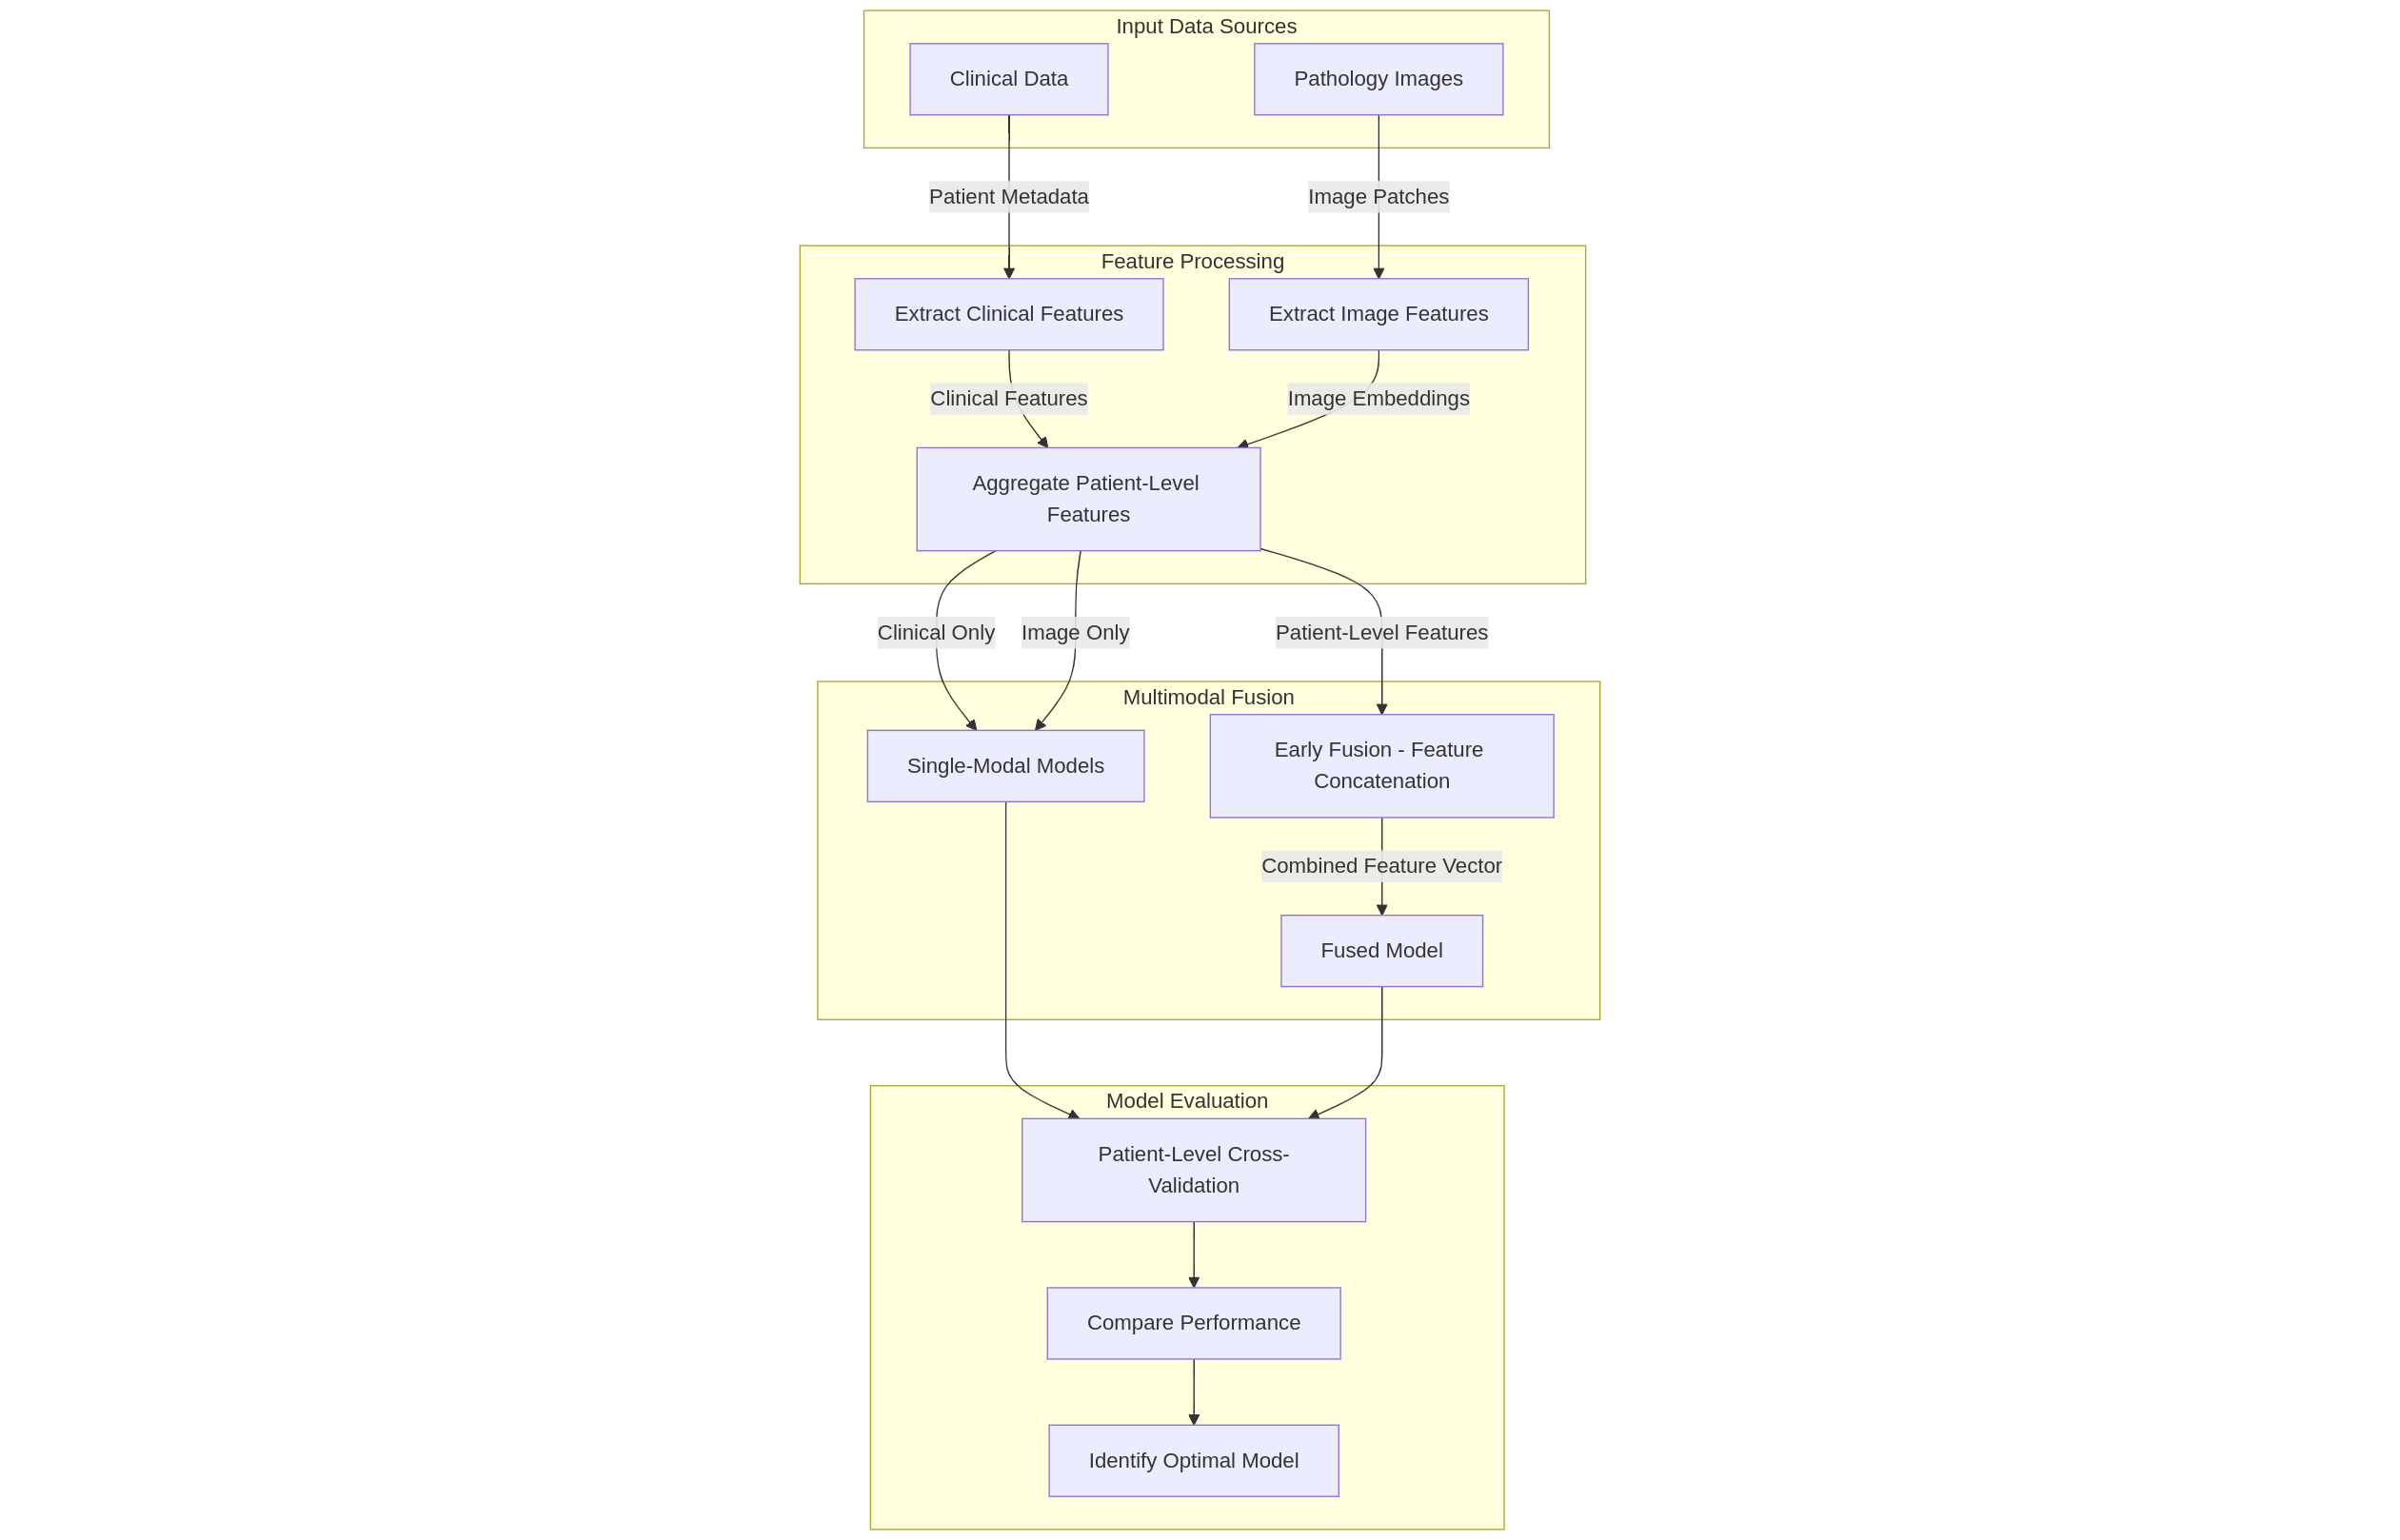 Input Data Sources
Clinical Data
Pathology Images
Patient Metadata
Image Patches
Feature Processing
Extract Clinical Features
Extract Image Features
Clinical Features
Image Embeddings
Aggregate Patient-Level
Features
Clinical Only
Image Only
Patient-Level Features
Multimodal Fusion
Single-Modal Models
Early Fusion - Feature
Concatenation
Combined Feature Vector
Fused Model
Model Evaluation
Patient-Level Cross-
Validation
Compare Performance
Identify Optimal Model